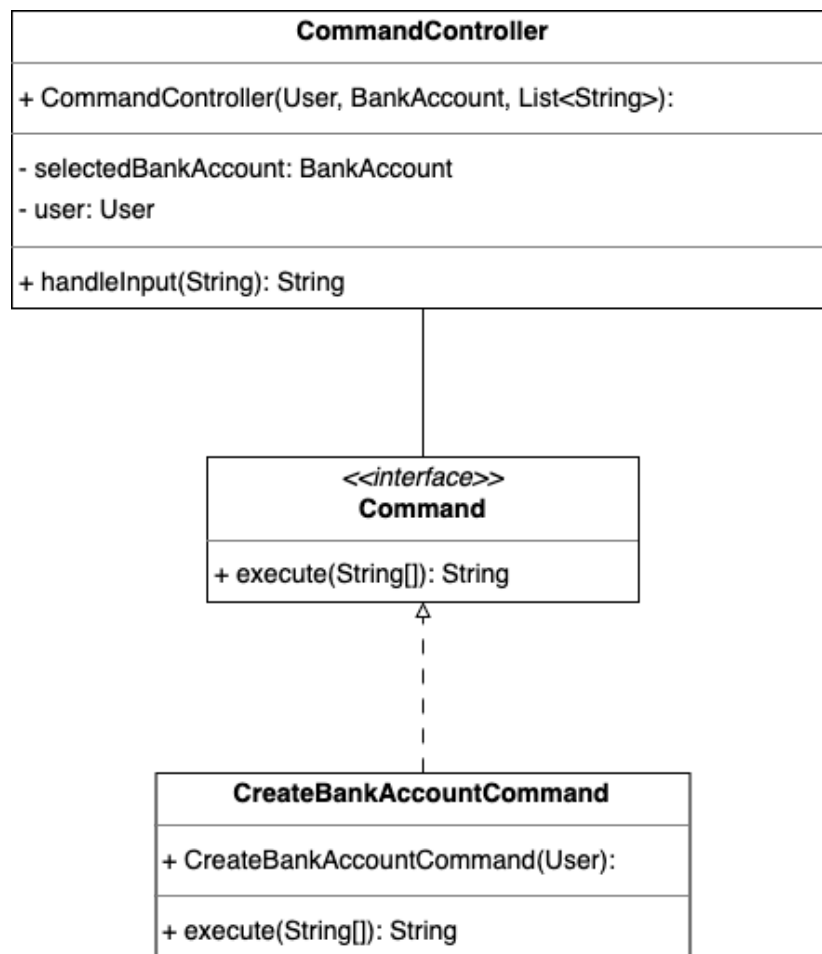 CommandController
+ CommandController(User, BankAccount, List<String>):
- selectedBankAccount: BankAccount
- user: User
+ handleInput(String): String
<<interface>>
Command
+ execute(String[]): String
CreateBankAccountCommand
+ CreateBankAccountCommand(User):
+ execute(String[]): String